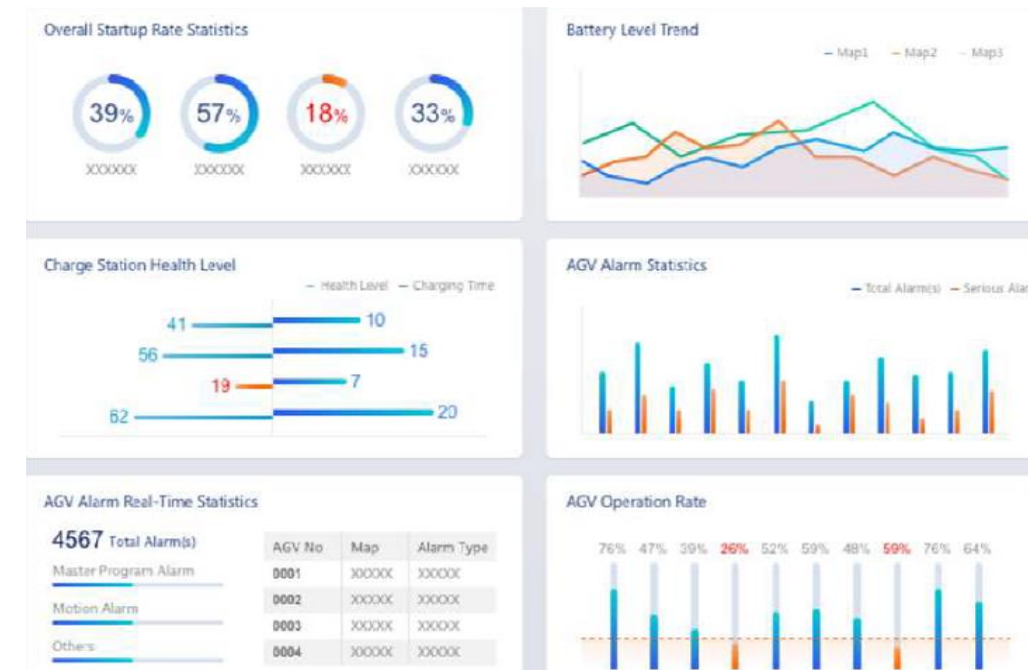 Overall Startup Rate Statistics
39% 57% 18% 33%
XXXXXX XXXXXX XXXXXX XXXXXX
Battery Level Trend
Map1 Map2 Map3
Charge Station Health Level
Health Level Charging Time
41 10
56 15
19 7
62 20
AGV Alarm Statistics
Total Alarm(s) Serious Alar
AGV Alarm Real-Time Statistics
4567 Total Alarm(s)
Master Program Alarm
Motion Alarm
Others
AGV No Map Alarm Type
0001 XXXXX XXXXX
0002 XXXXX XXXXX
0003 XXXXX XXXXX
0004 XXXXX XXXXX
AGV Operation Rate
76% 47% 39% 26% 52% 59% 48% 59% 76% 64%